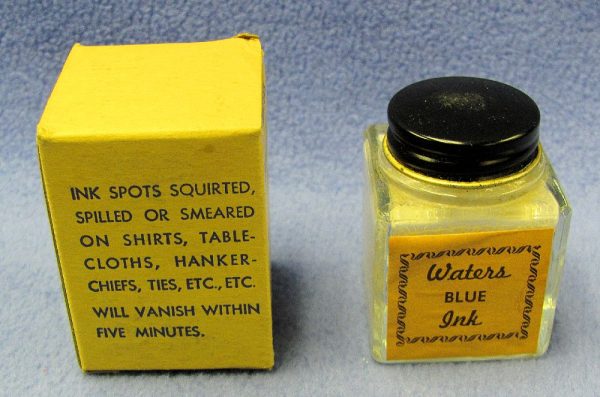 INK SPOTS SQUIRTED,
SPILLED OR SMEARED
ON SHIRTS, TABLE-
CLOTHS, HANKER-
CHIEFS, TIES, ETC., ETC.
WILL VANISH WITHIN
FIVE MINUTES.
Waters
BLUE
Ink